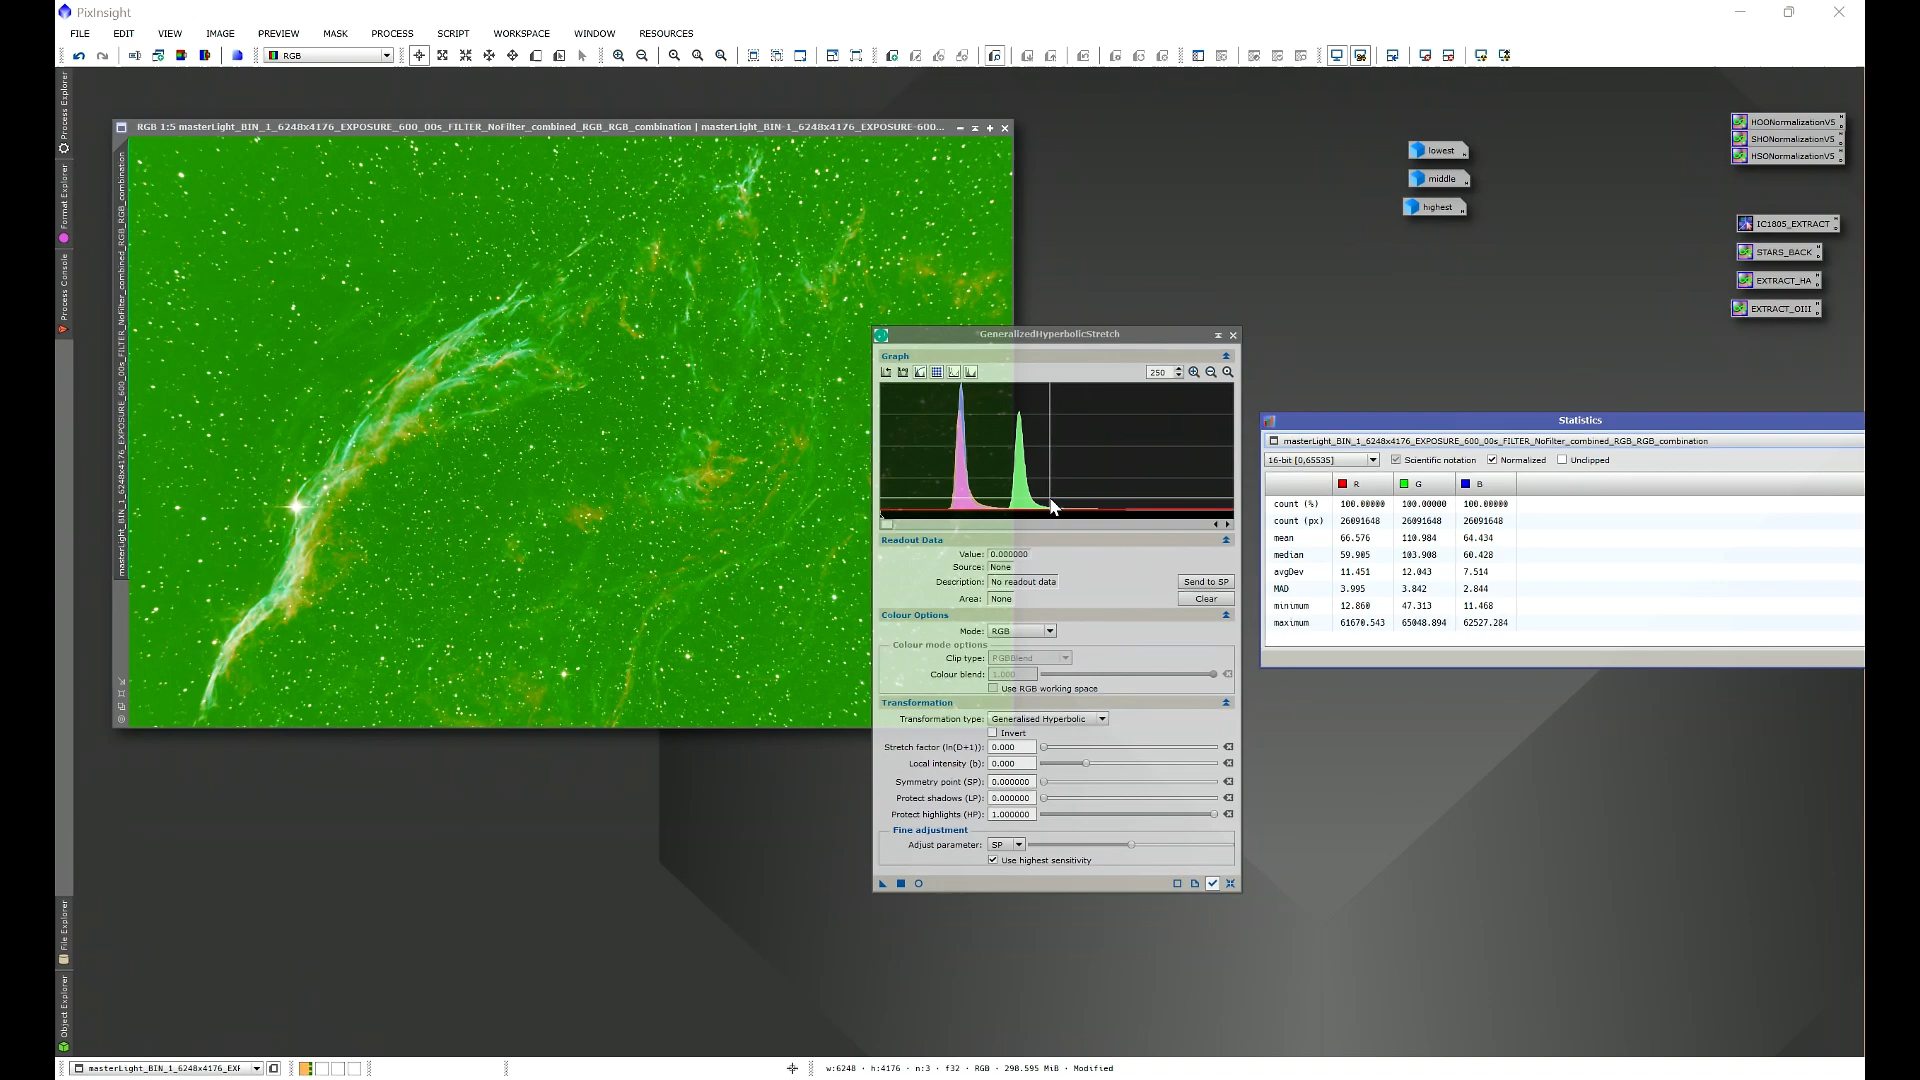 PixInsight
FILE EDIT VIEW IMAGE MASK PROCESS SCRIPT WORKSPACE WINDOW RESOURCES
RGB
Process Explorer
Format Explorer
Process Console
File Explorer
Object Explorer
RGB 1:5 masterLight_BIN_1_6248x4176_EXPOSURE_600_00s_FILTER_NoFilter_combined_RGB_RGB_combination | masterLight_BIN-1_6248x4176_EXPOSURE-600...
masterLight_BIN_1_6248x4176_EXPOSURE_600_00s_FILTER_NoFilter_combined_RGB_RGB_combination
lowest
middle
highest
HOONormalizationV5
SHONormalizationV5
HSONormalizationV5
IC1805_EXTRACT
STARS_BACK
EXTRACT_HA
EXTRACT_OIII
*GeneralizedHyperbolicStretch
Graph
250
Readout Data
Value: 0.000000
Source: None
Description: No readout data Send to SP
Area: None Clear
Colour Options
Mode: RGB
Colour mode options
Clip type: RGBBlend
Colour blend: 1.000
Use RGB working space
Transformation
Transformation type: Generalised Hyperbolic
Invert
Stretch factor (ln(D+1)): 0.000
Local intensity (b): 0.000
Symmetry point (SP): 0.000000
Protect shadows (LP): 0.000000
Protect highlights (HP): 1.000000
Fine adjustment
Adjust parameter: SP
Use highest sensitivity
Statistics
masterLight_BIN_1_6248x4176_EXPOSURE_600_00s_FILTER_NoFilter_combined_RGB_RGB_combination
16-bit [0,65535] Scientific notation Normalized Unclipped
R G B
count (%) 100.00000 100.00000 100.00000
count (px) 26091648 26091648 26091648
mean 66.576 110.984 64.434
median 59.905 103.908 60.428
avgDev 11.451 12.043 7.514
MAD 3.995 3.842 2.844
minimum 12.860 47.313 11.468
maximum 61670.543 65048.894 62527.284
masterLight_BIN_1_6248x4176_EXF
w:6248 · h:4176 · n:3 · f32 · RGB · 298.595 MiB · Modified